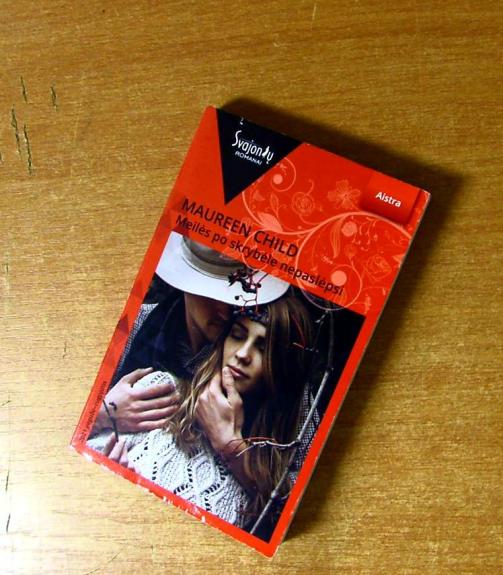 Svajonių
ROMANAI
Aistra
MAUREEN CHILD
Meilės po skrybėle nepaslėpsi